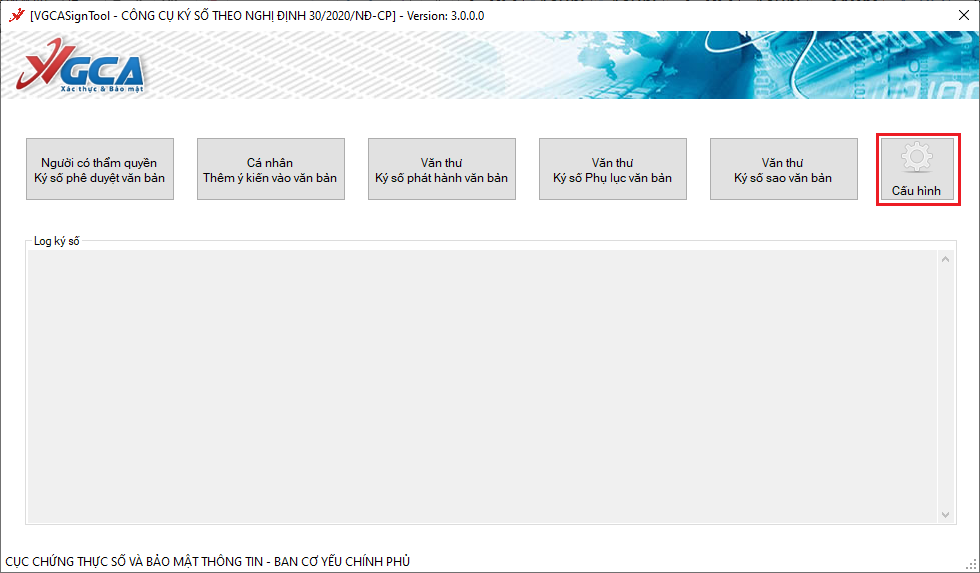 [VGCASignTool - CÔNG CỤ KÝ SỐ THEO NGHỊ ĐỊNH 30/2020/NĐ-CP] - Version: 3.0.0.0
VGCA
Xác thực & Bảo mật
Người có thẩm quyền
Ký số phê duyệt văn bản
Cá nhân
Thêm ý kiến vào văn bản
Văn thư
Ký số phát hành văn bản
Văn thư
Ký số Phụ lục văn bản
Văn thư
Ký số sao văn bản
Cấu hình
Log ký số
CỤC CHỨNG THỰC SỐ VÀ BẢO MẬT THÔNG TIN - BAN CƠ YẾU CHÍNH PHỦ